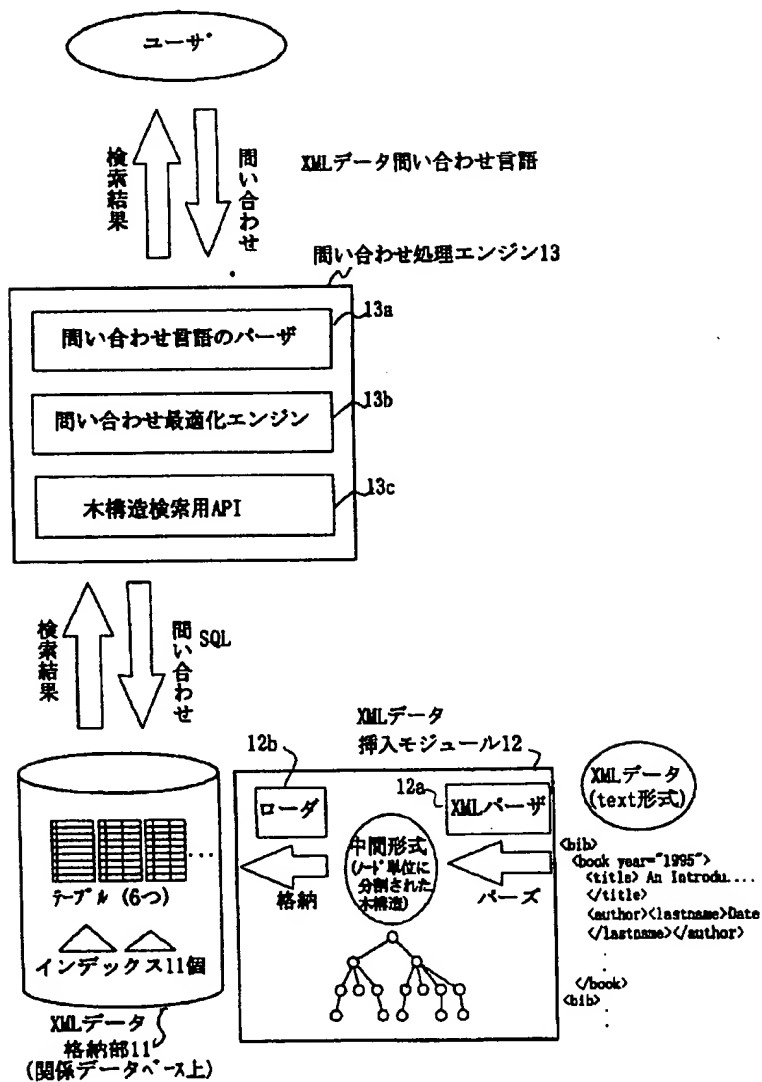 ユーザ
検索結果
問い合わせ
XMLデータ問い合わせ言語
問い合わせ処理エンジン13
問い合わせ言語のパーザ
13a
問い合わせ最適化エンジン
13b
木構造検索用API
13c
検索結果
問い合わせ
SQL
XMLデータ
挿入モジュール12
12b
ローダ
12a
XMLパーザ
XMLデータ
(text形式)
中間形式
(ノード単位に
分割された
木構造)
格納
パーズ
<bib>
<book year="1995">
<title> An Introdu....
</title>
<author><lastname>Date
</lastname></author>
.
.
</book>
<bib>
.
.
...
テーブル (6つ)
インデックス11個
XMLデータ
格納部11
(関係データベース上)